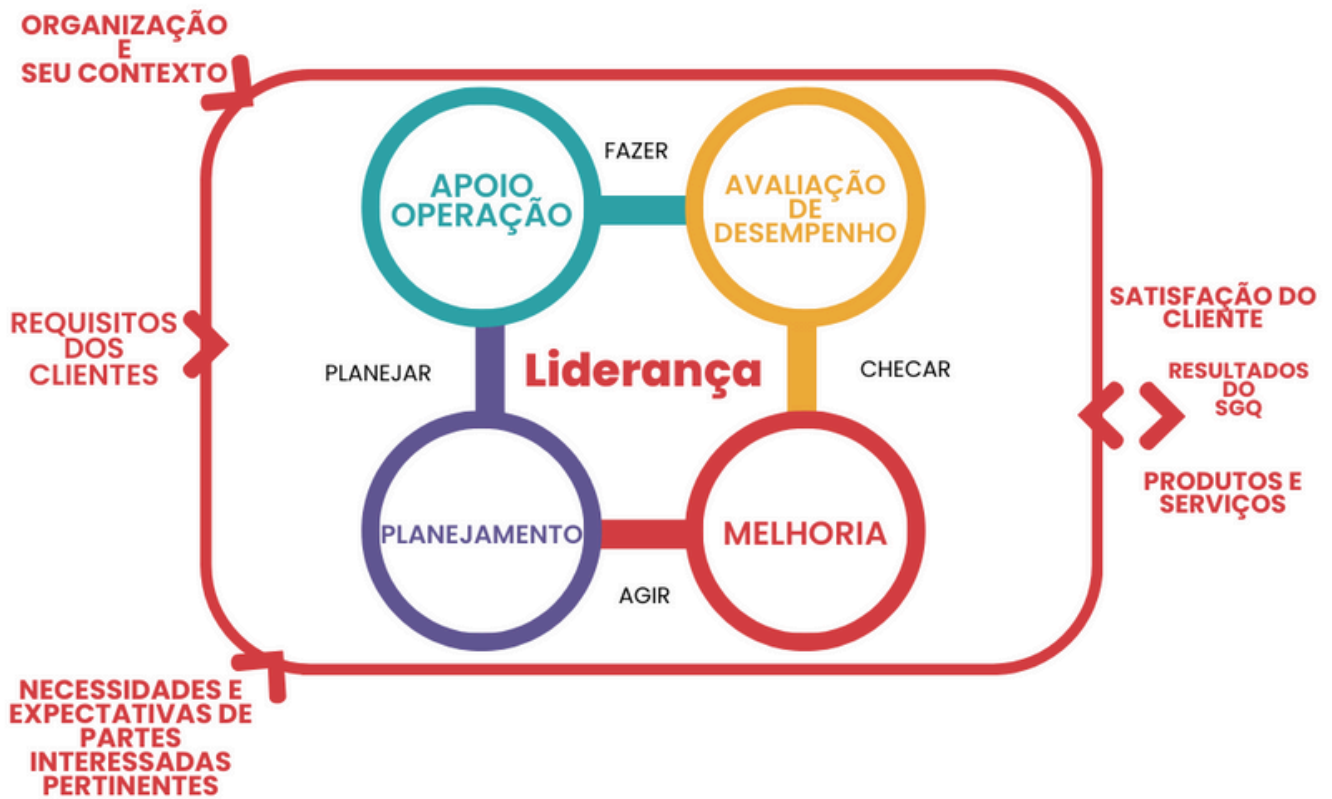 ORGANIZAÇÃO
E
SEU CONTEXTO
FAZER
APOIO
OPERAÇÃO
AVALIAÇÃO
DE
DESEMPENHO
REQUISITOS
DOS
CLIENTES
PLANEJAR
Liderança
CHECAR
SATISFAÇÃO DO
CLIENTE
RESULTADOS
DO
SGQ
PRODUTOS E
SERVIÇOS
PLANEJAMENTO
MELHORIA
AGIR
NECESSIDADES E
EXPECTATIVAS DE
PARTES
INTERESSADAS
PERTINENTES